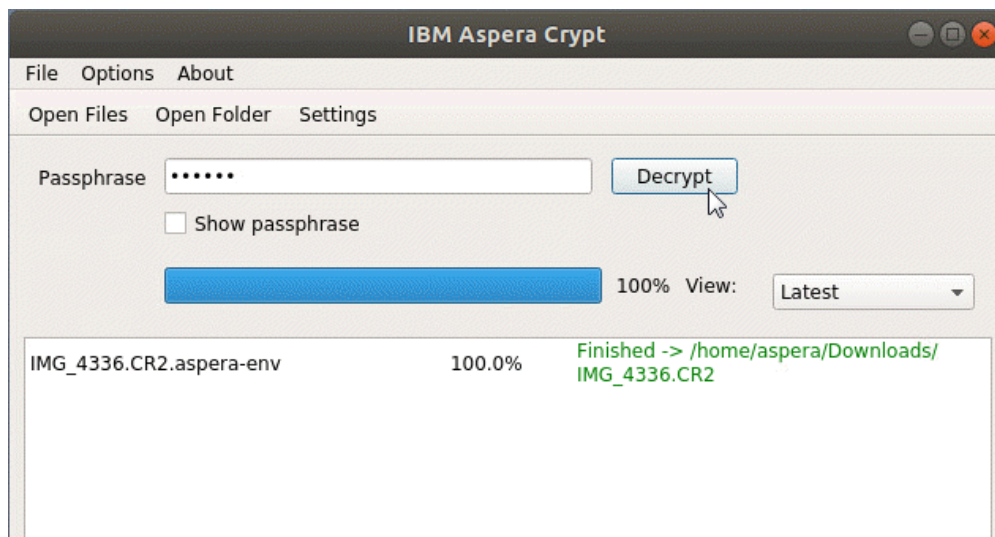 IBM Aspera Crypt
File Options About
Open Files Open Folder Settings
Passphrase •••••• Decrypt
Show passphrase
100% View: Latest
IMG_4336.CR2.aspera-env 100.0% Finished -> /home/aspera/Downloads/
IMG_4336.CR2